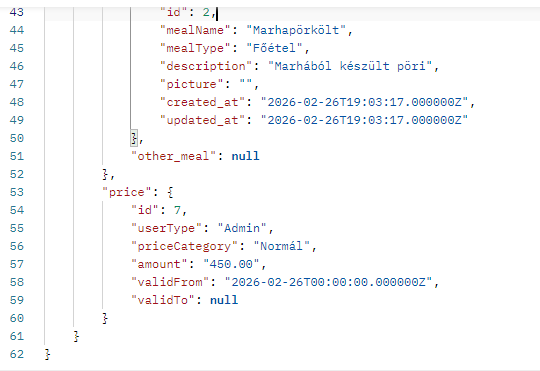 43 "id": 2,
44 "mealName": "Marhapörkölt",
45 "mealType": "Főétel",
46 "description": "Marhából készült pöri",
47 "picture": "",
48 "created_at": "2026-02-26T19:03:17.000000Z",
49 "updated_at": "2026-02-26T19:03:17.000000Z"
50 },
51 "other_meal": null
52 },
53 "price": {
54 "id": 7,
55 "userType": "Admin",
56 "priceCategory": "Normál",
57 "amount": "450.00",
58 "validFrom": "2026-02-26T00:00:00.000000Z",
59 "validTo": null
60 }
61 }
62 }